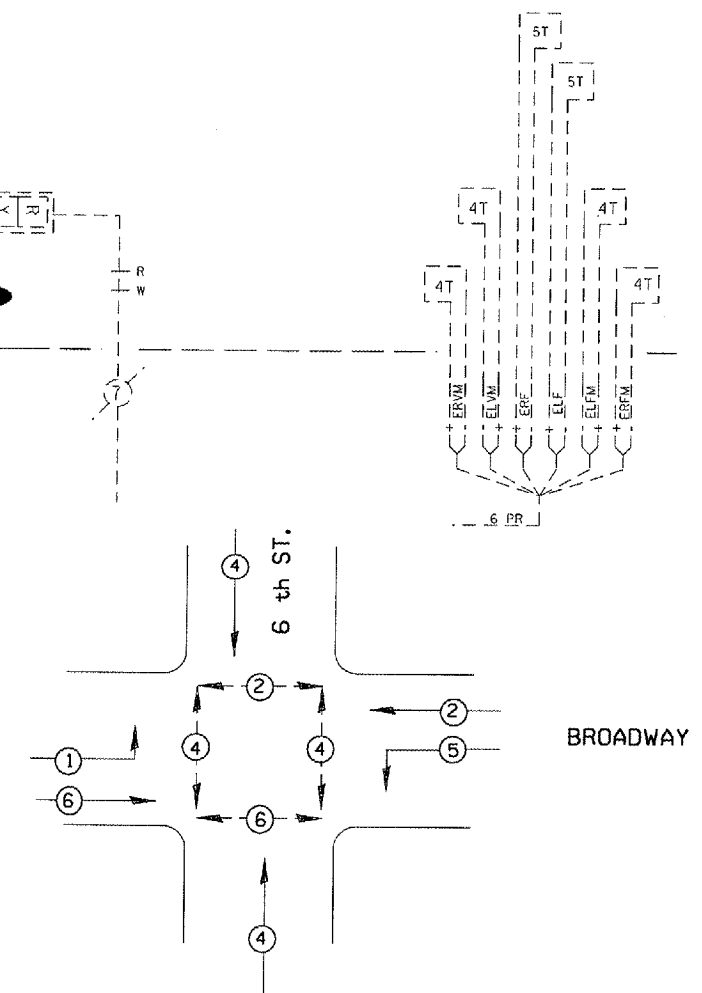 5T
5T
Y R
4T
4T
4T
4T
R
W
7
ERVM
ELVM
ERF
ELF
ELFM
ERFM
+ + + + + +
6 PR
4
6 th ST.
2
2
4
4
5
BROADWAY
1
6
6
4